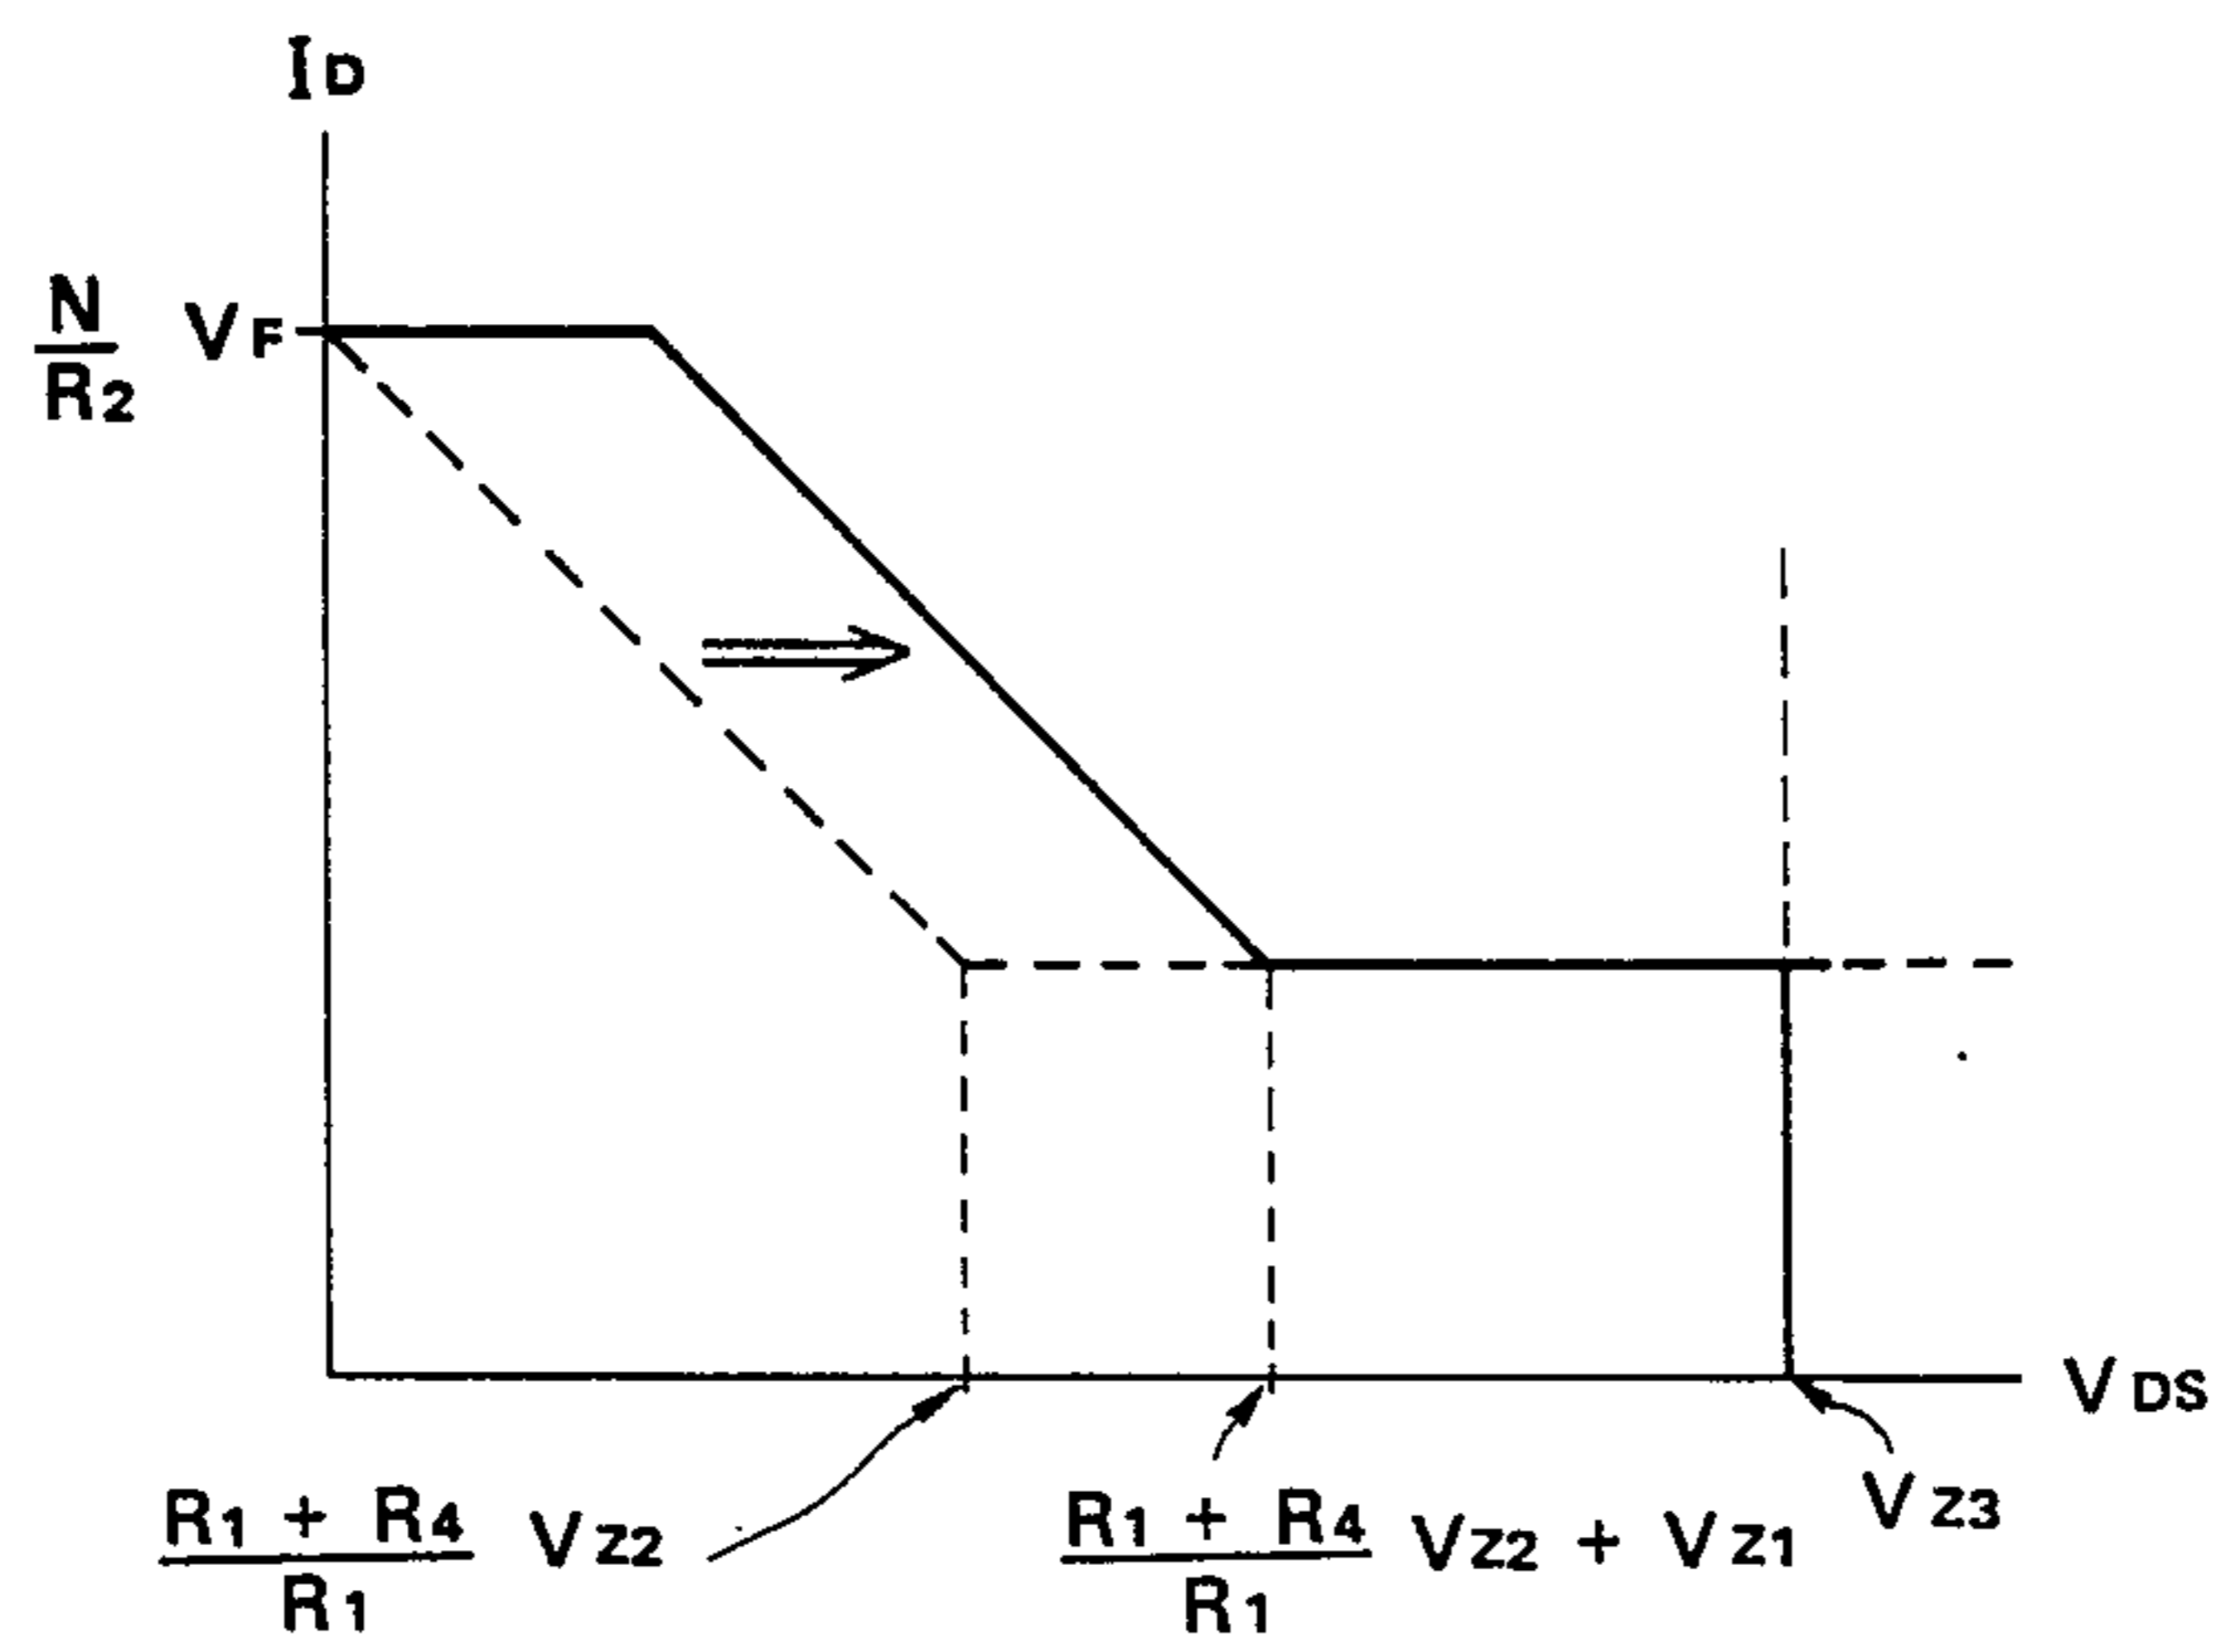 ID
N/R2 VF
VDS
R1 + R4/R1 VZ2
R1 + R4/R1 VZ2 + VZ1
VZ3